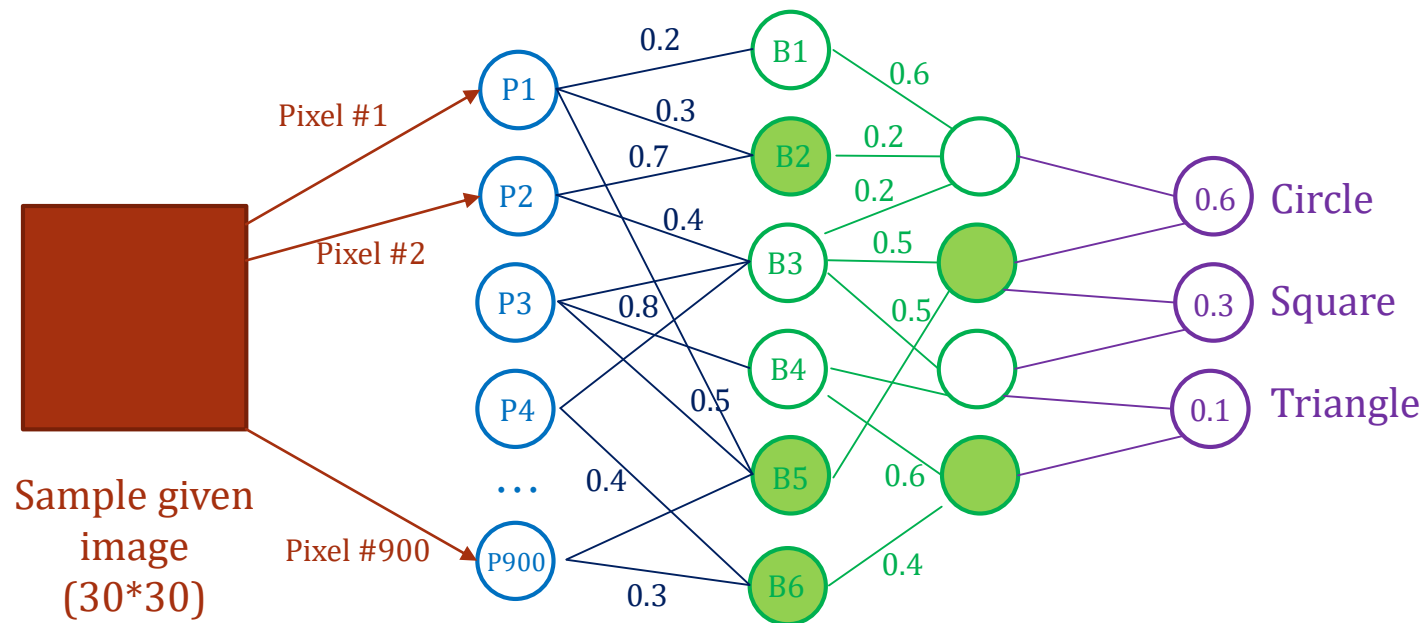 Pixel #1
Pixel #2
Pixel #900
Sample given
image
(30*30)
P1
P2
P3
P4
...
P900
0.2
0.3
0.7
0.4
0.8
0.5
0.4
0.3
B1
B2
B3
B4
B5
B6
0.6
0.2
0.2
0.5
0.5
0.6
0.4
0.6 Circle
0.3 Square
0.1 Triangle